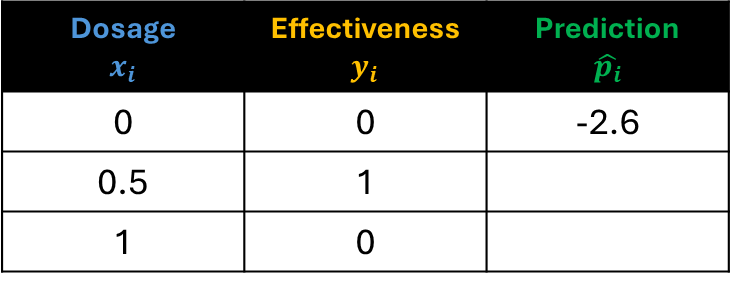 Dosage Effectiveness Prediction
xᵢ yᵢ p̂ᵢ
0 0 -2.6
0.5 1
1 0